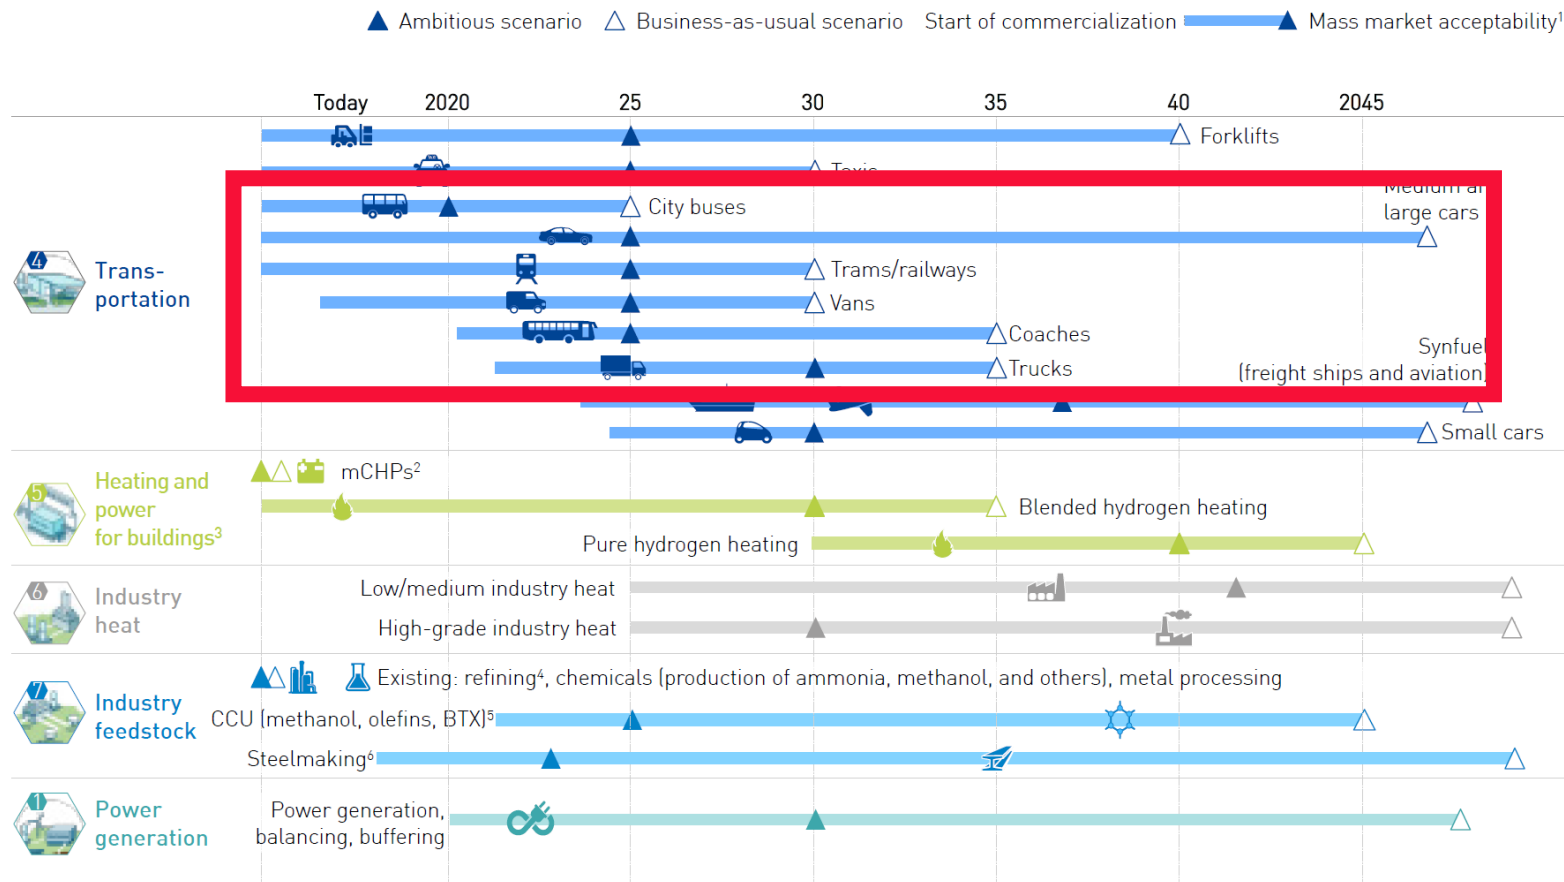 Ambitious scenario Business-as-usual scenario Start of commercialization Mass market acceptability¹
Today 2020 25 30 35 40 2045
4
Trans-
portation
Forklifts
Taxis
City buses
Medium
large cars
Trams/railways
Vans
Coaches
Trucks
Synfuel
(freight ships and aviation)
Small cars
5
Heating and
power
for buildings³
mCHPs²
Blended hydrogen heating
Pure hydrogen heating
6
Industry
heat
Low/medium industry heat
High-grade industry heat
7
Industry
feedstock
Existing: refining⁴, chemicals (production of ammonia, methanol, and others), metal processing
CCU (methanol, olefins, BTX)⁵
Steelmaking⁶
1
Power
generation
Power generation,
balancing, buffering